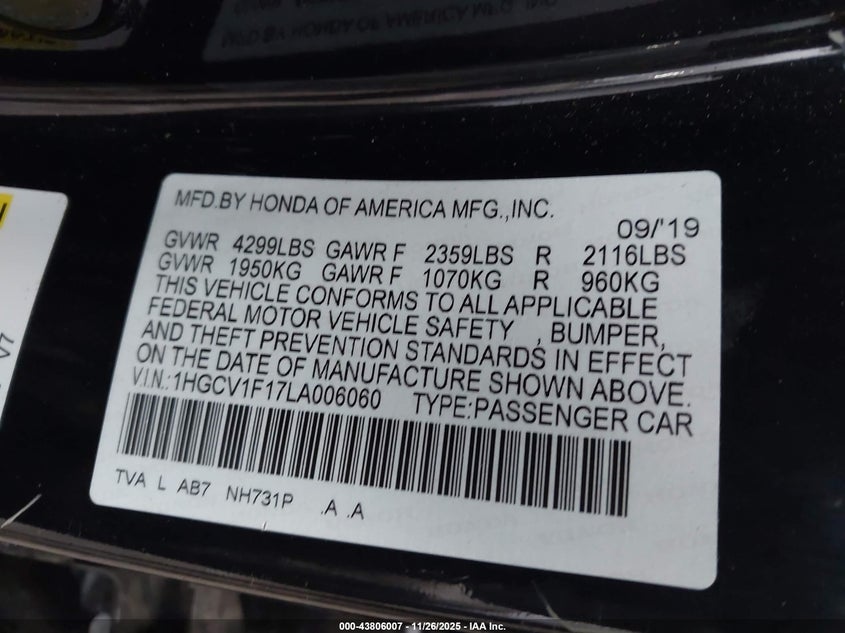 MFD.BY HONDA OF AMERICA MFG.,INC.
09/'19
GVWR 4299LBS GAWR F 2359LBS R 2116LBS
GVWR 1950KG GAWR F 1070KG R 960KG
THIS VEHICLE CONFORMS TO ALL APPLICABLE
FEDERAL MOTOR VEHICLE SAFETY , BUMPER,
AND THEFT PREVENTION STANDARDS IN EFFECT
ON THE DATE OF MANUFACTURE SHOWN ABOVE.
V.I.N.:1HGCV1F17LA006060 TYPE:PASSENGER CAR
TVA L AB7 NH731P .A .A
V7
000-43806007 - 11/26/2025 - IAA Inc.